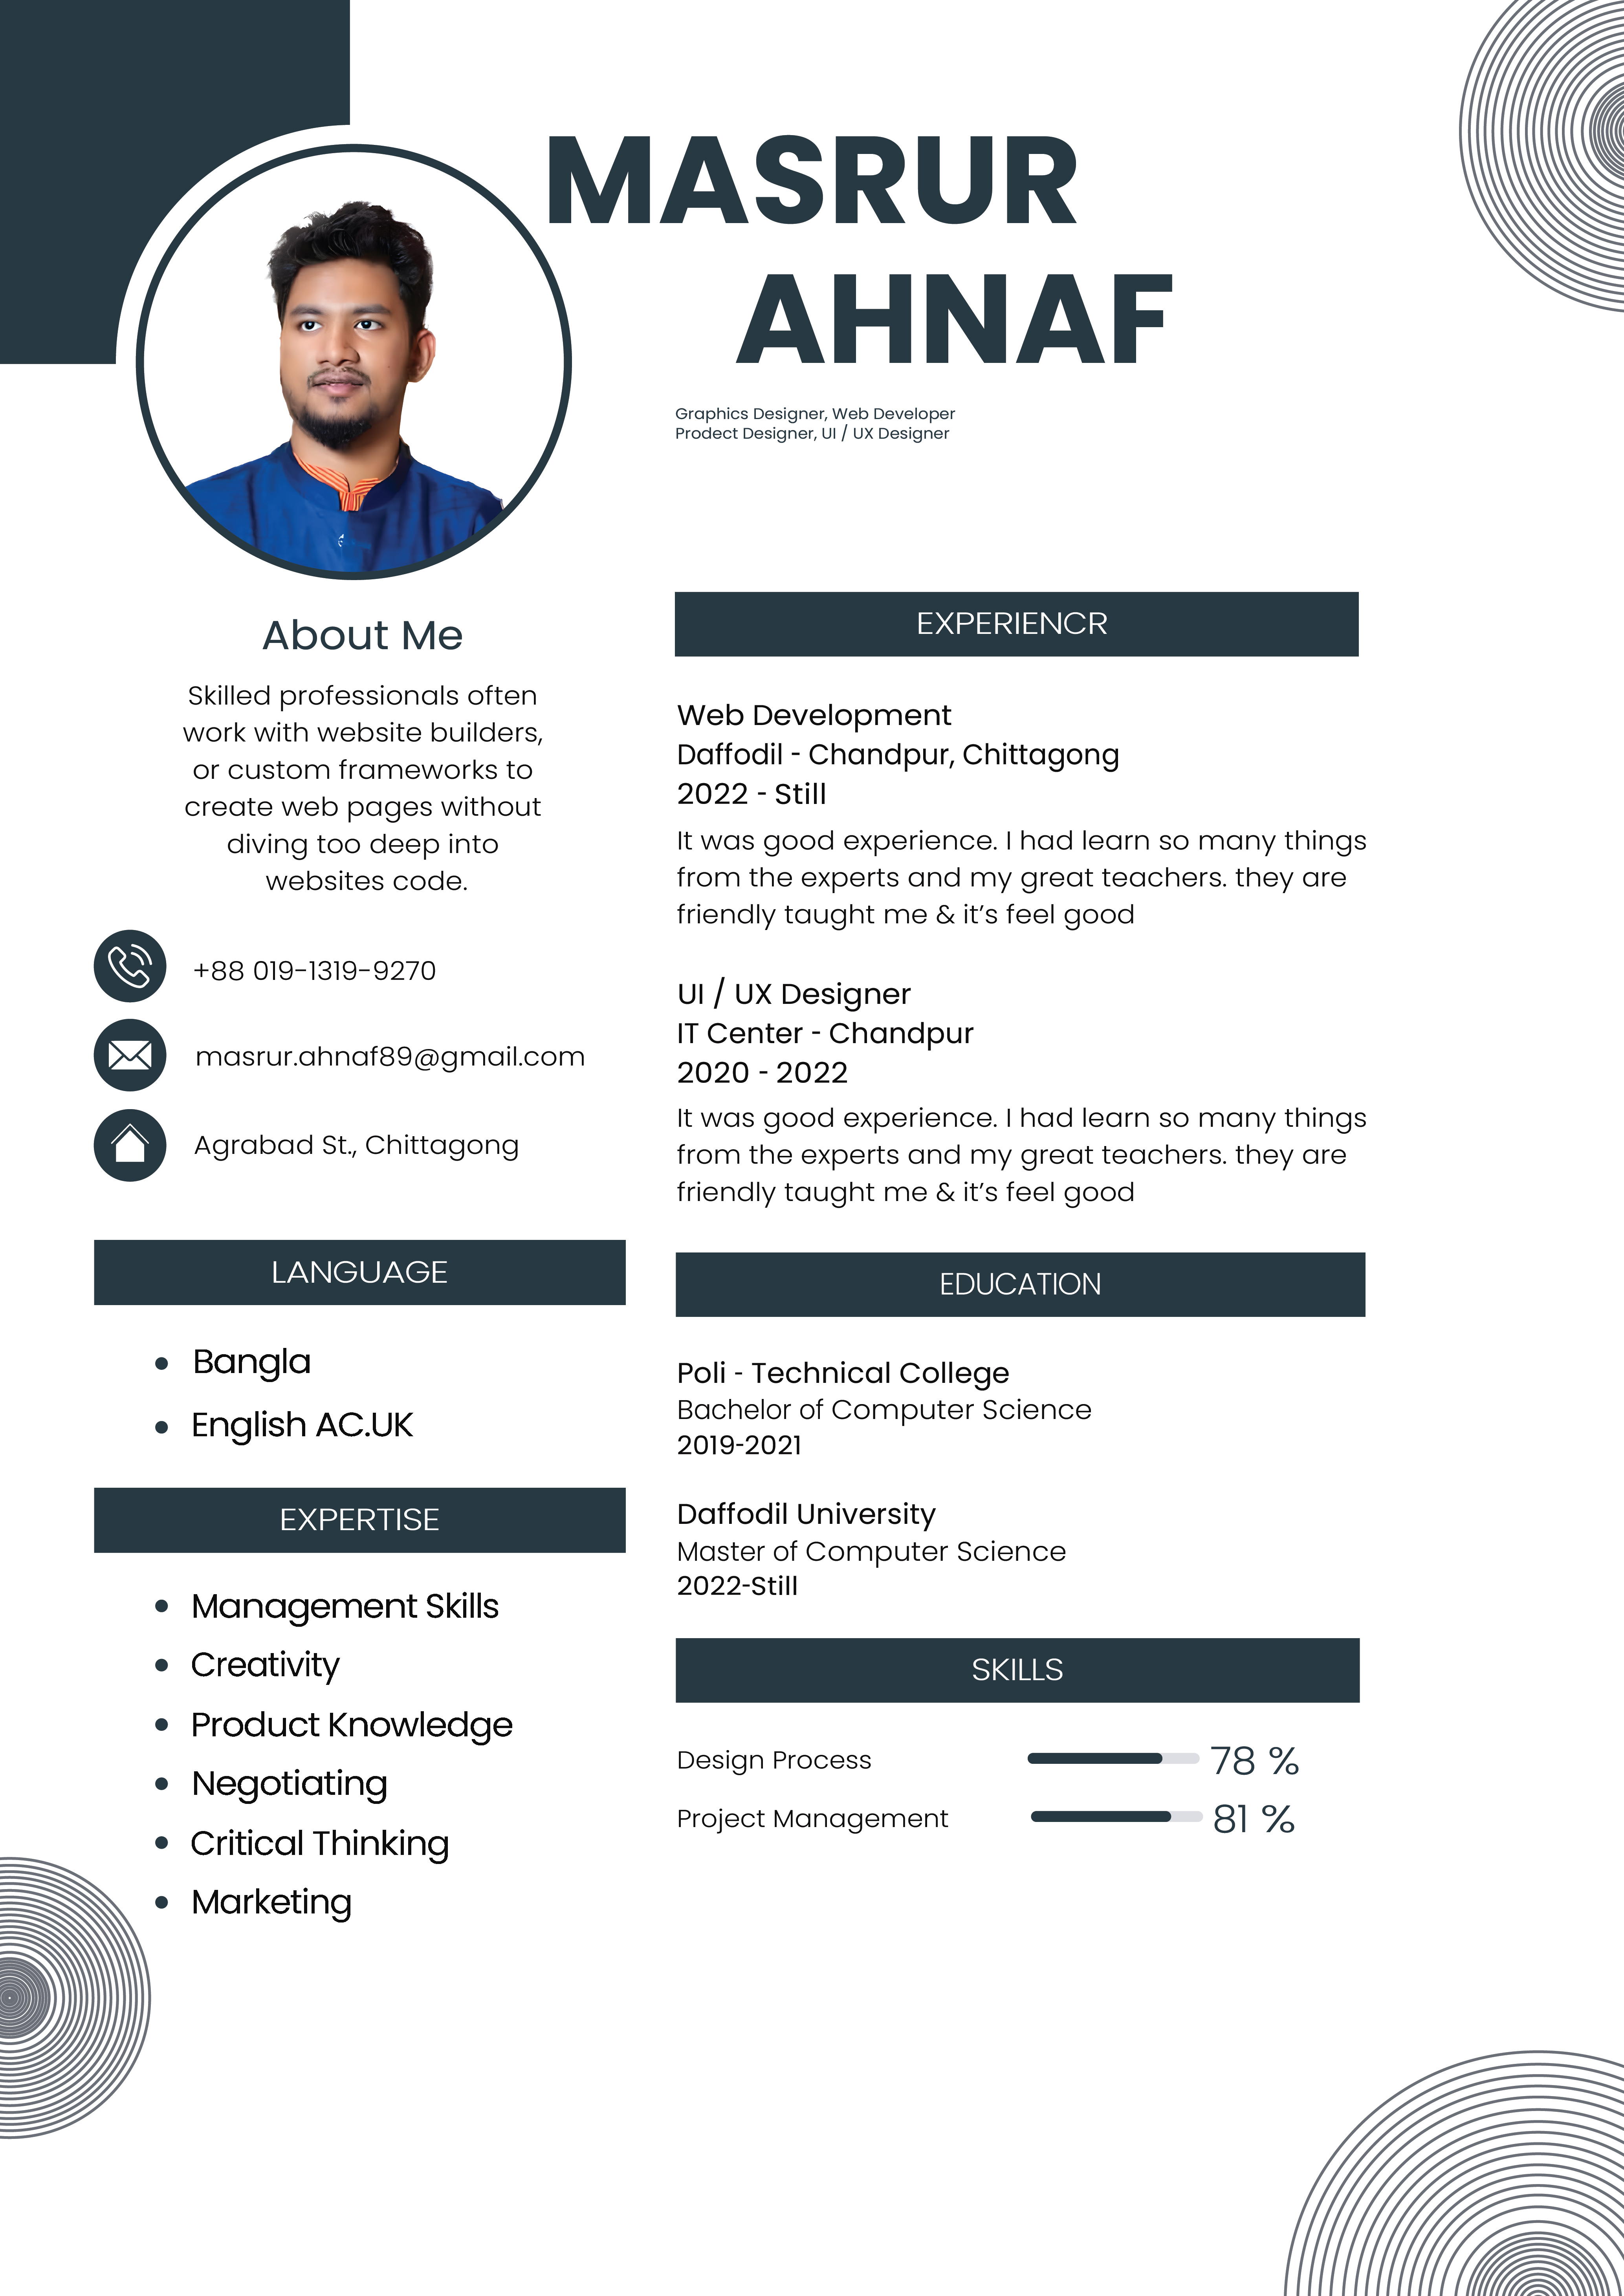 MASRUR
AHNAF
Graphics Designer, Web Developer
Prodect Designer, UI / UX Designer
About Me
Skilled professionals often
work with website builders,
or custom frameworks to
create web pages without
diving too deep into
websites code.
+88 019-1319-9270
masrur.ahnaf89@gmail.com
Agrabad St., Chittagong
LANGUAGE
Bangla
English AC.UK
EXPERTISE
Management Skills
Creativity
Product Knowledge
Negotiating
Critical Thinking
Marketing
EXPERIENCR
Web Development
Daffodil - Chandpur, Chittagong
2022 - Still
It was good experience. I had learn so many things
from the experts and my great teachers. they are
friendly taught me & it’s feel good
UI / UX Designer
IT Center - Chandpur
2020 - 2022
It was good experience. I had learn so many things
from the experts and my great teachers. they are
friendly taught me & it’s feel good
EDUCATION
Poli - Technical College
Bachelor of Computer Science
2019-2021
Daffodil University
Master of Computer Science
2022-Still
SKILLS
Design Process 78 %
Project Management 81 %